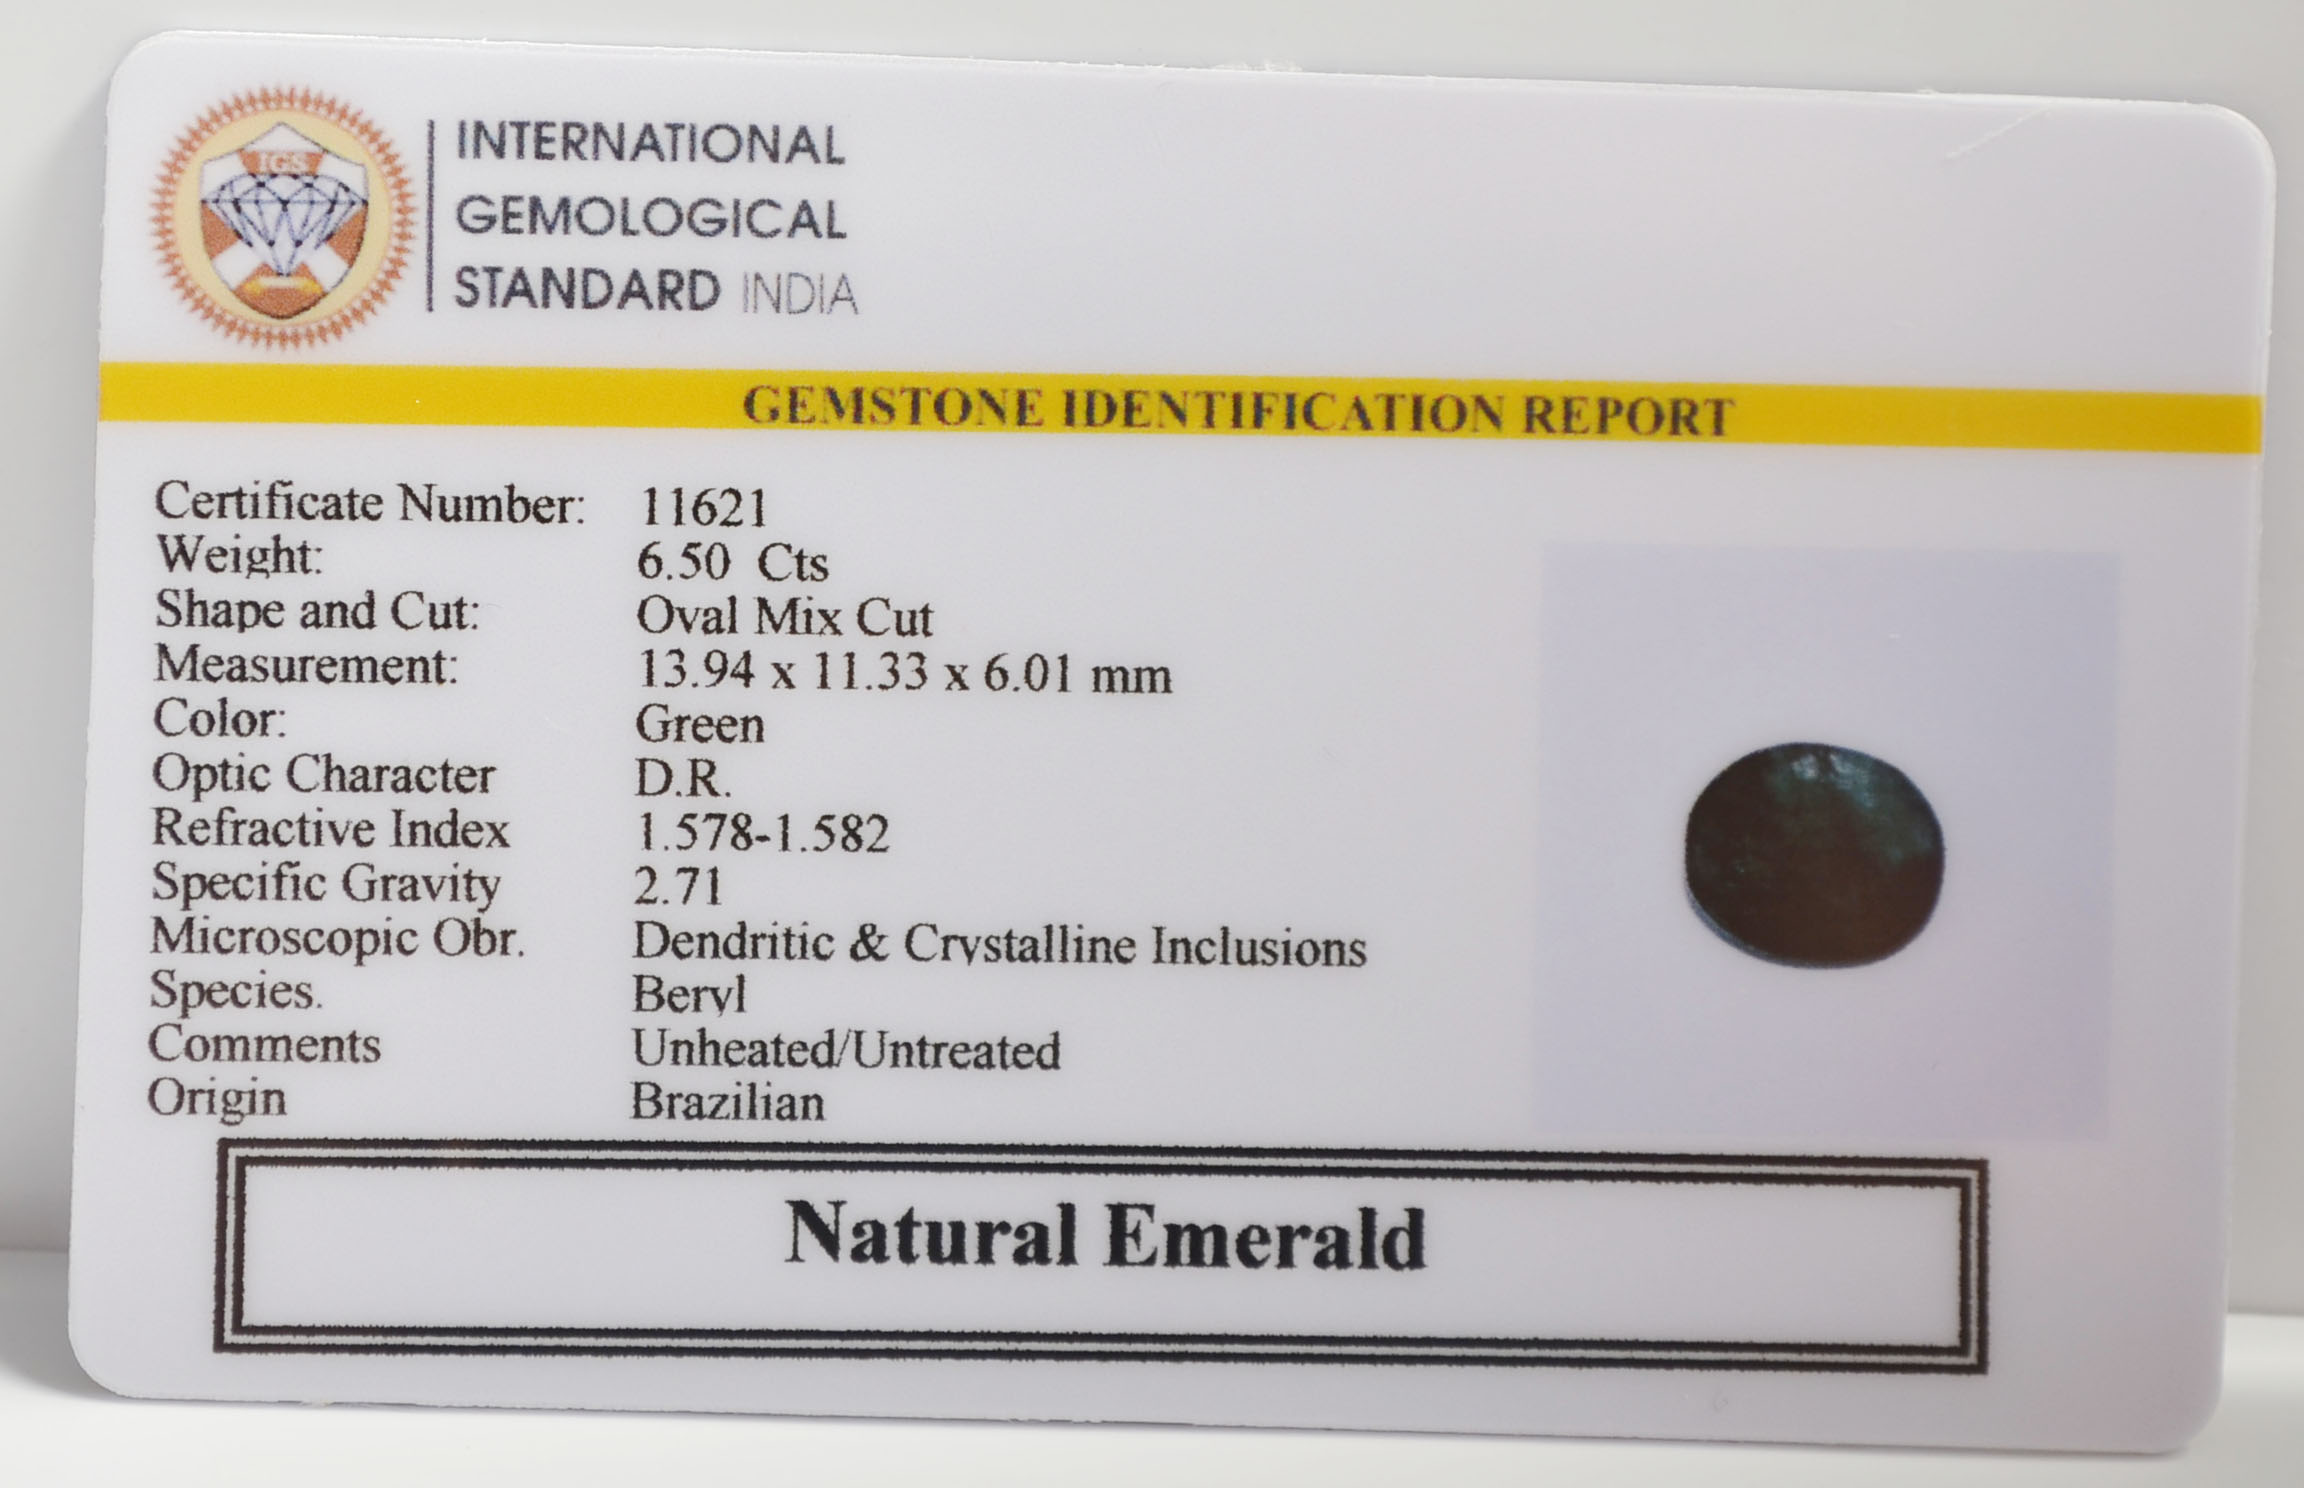 IGS
INTERNATIONAL
GEMOLOGICAL
STANDARD INDIA
GEMSTONE IDENTIFICATION REPORT
Certificate Number: 11621
Weight: 6.50 Cts
Shape and Cut: Oval Mix Cut
Measurement: 13.94 x 11.33 x 6.01 mm
Color: Green
Optic Character D.R.
Refractive Index 1.578-1.582
Specific Gravity 2.71
Microscopic Obr. Dendritic & Crystalline Inclusions
Species. Beryl
Comments Unheated/Untreated
Origin Brazilian
Natural Emerald